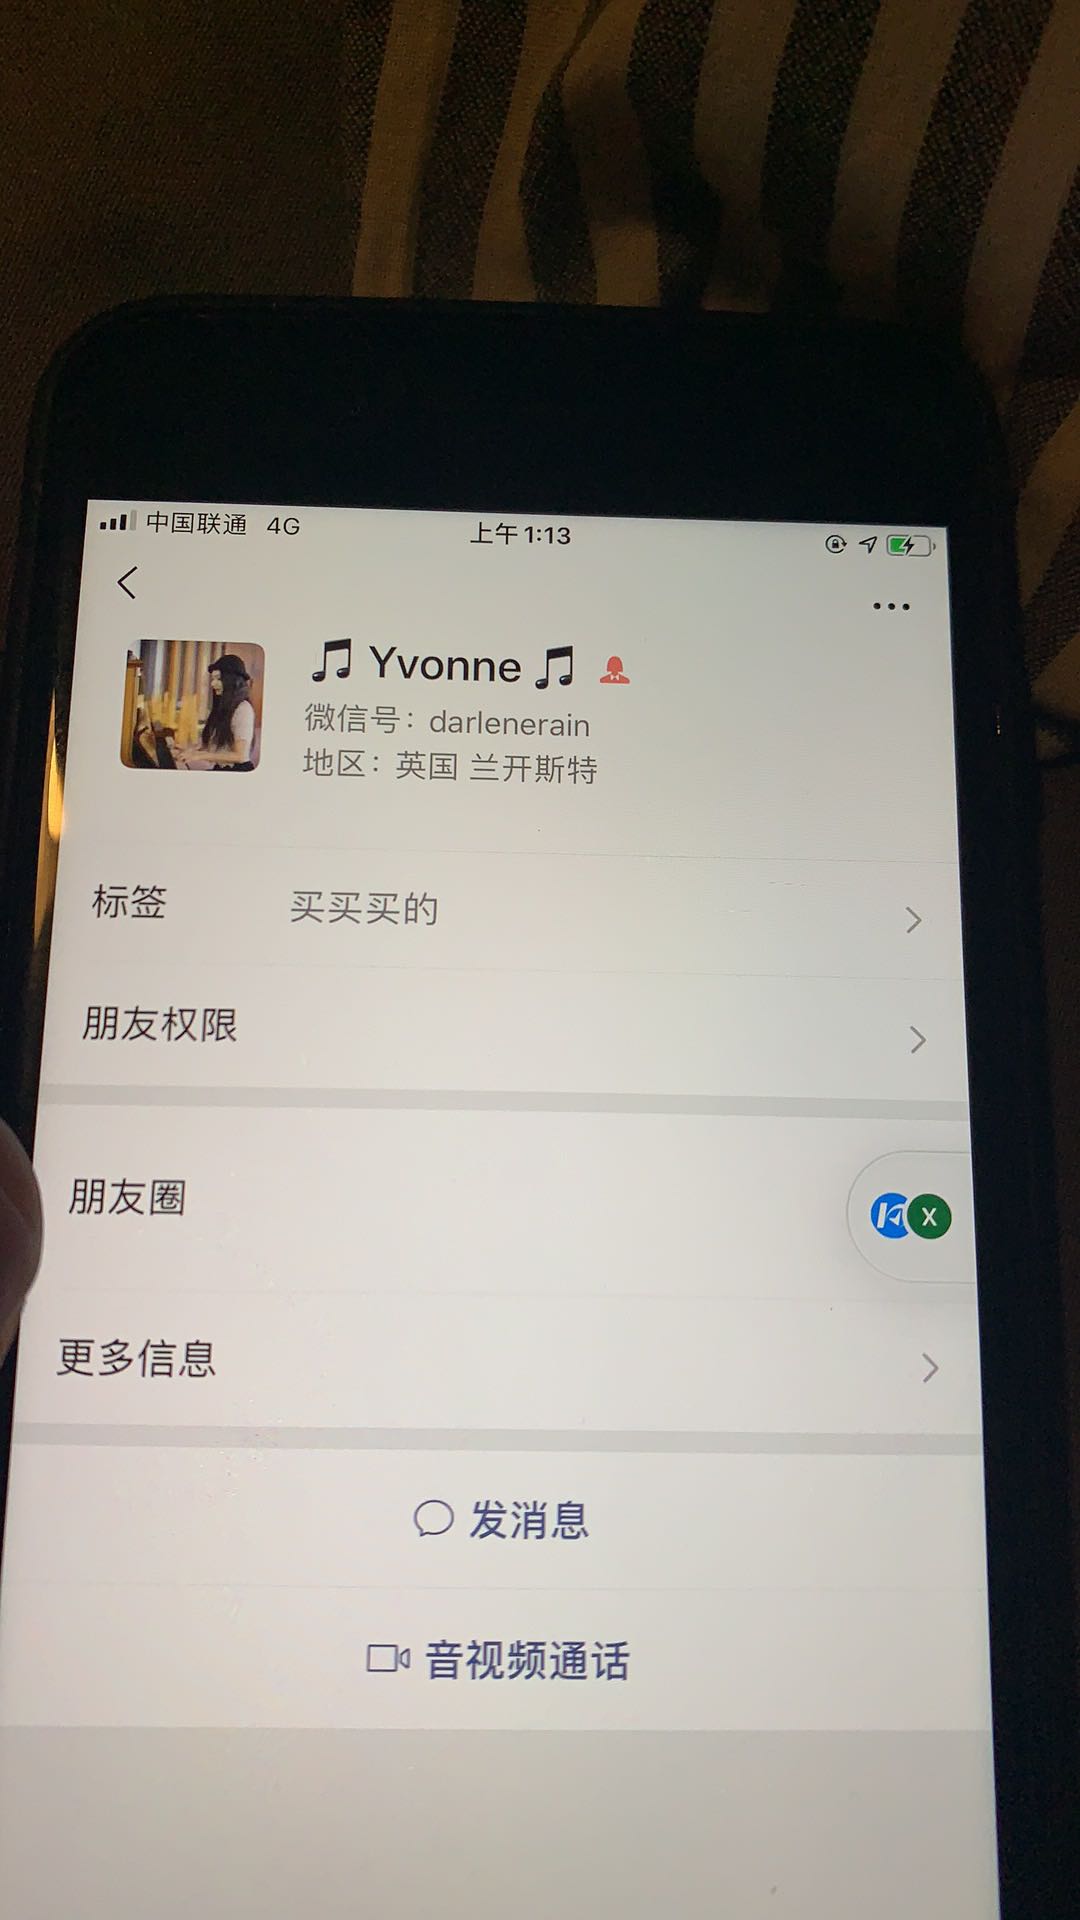 中国联通 4G 上午1:13
🎵 Yvonne 🎵
微信号：darlenerain
地区：英国 兰开斯特
标签 买买买的
朋友权限
朋友圈
X
更多信息
发消息
音视频通话